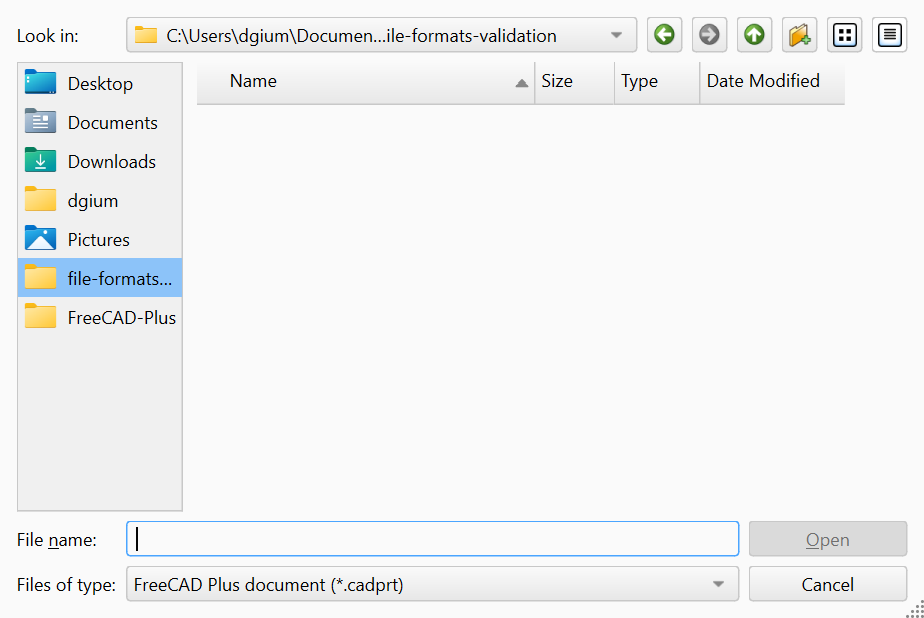 Look in:
C:\Users\dgium\Documen...ile-formats-validation
Desktop
Documents
Downloads
dgium
Pictures
file-formats...
FreeCAD-Plus
Name
Size
Type
Date Modified
File name:
Open
Files of type:
FreeCAD Plus document (*.cadprt)
Cancel